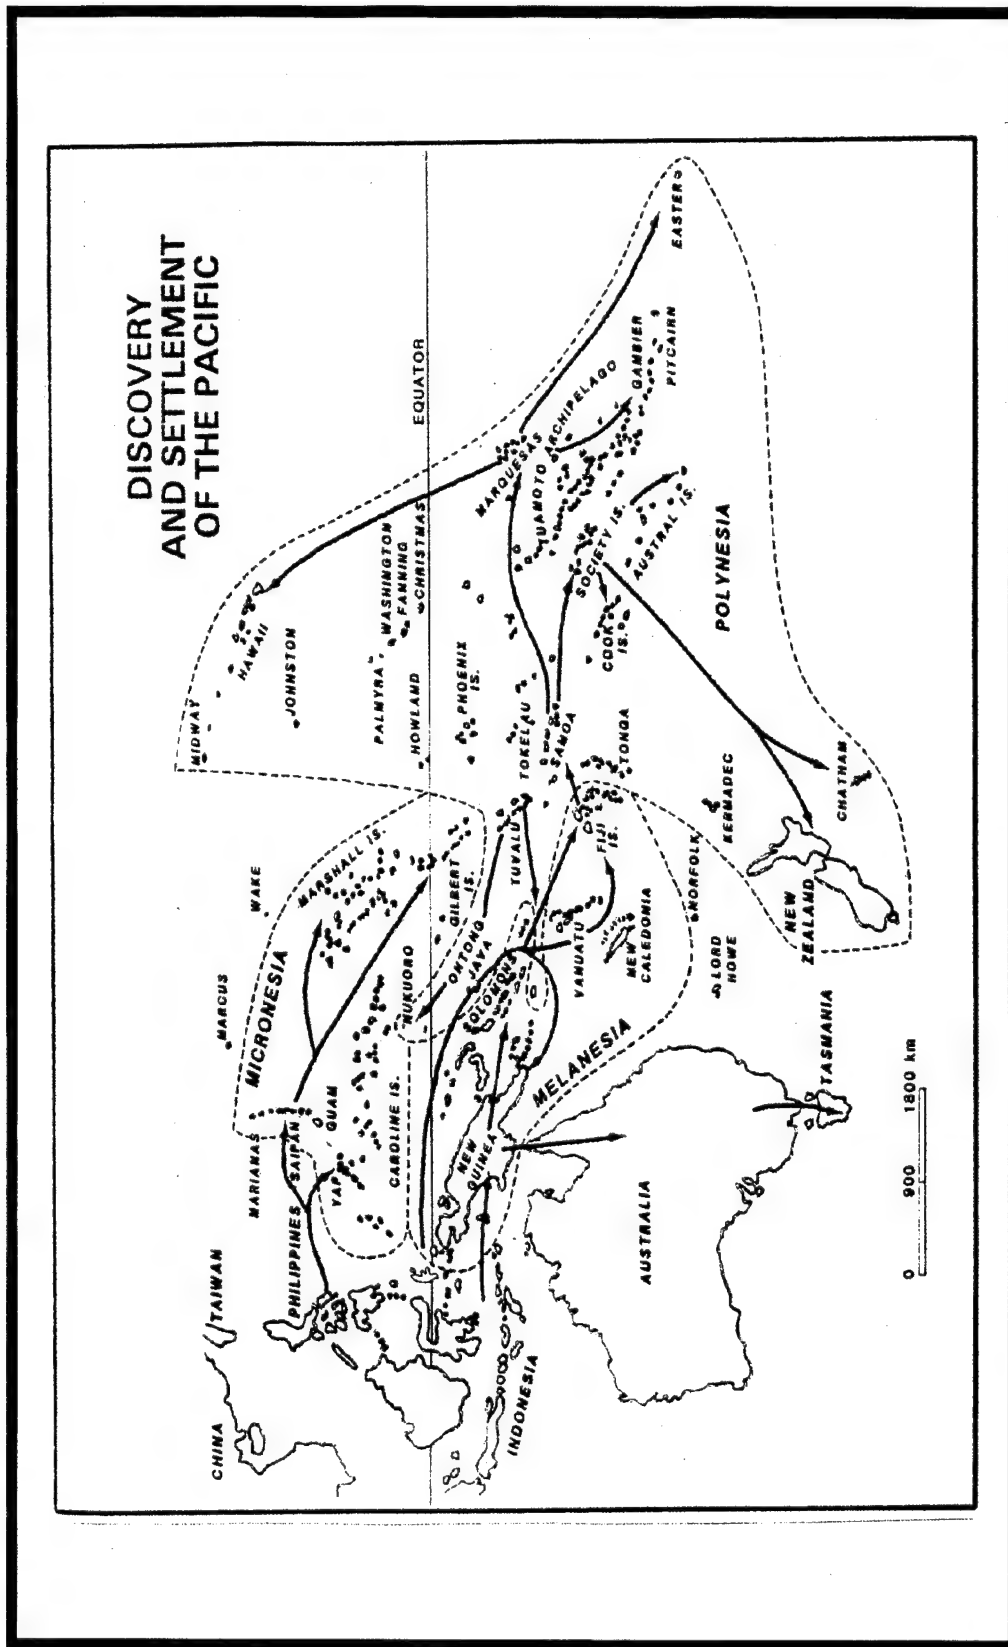 DISCOVERY
AND SETTLEMENT
OF THE PACIFIC
CHINA
TAIWAN
PHILIPPINES
MARIANAS
SAIPAN
GUAM
YAP
CAROLINE IS.
MICRONESIA
MARCUS
WAKE
MARSHALL IS.
NUKUORO
GILBERT
IS.
ONTONG
JAVA
SOLOMONS
TUVALU
MIDWAY
HAWAII
JOHNSTON
PALMYRA
WASHINGTON
FANNING
CHRISTMAS
HOWLAND
PHOENIX
IS.
EQUATOR
TOKELAU
SAMOA
MARQUESAS
TUAMOTO ARCHIPELAGO
SOCIETY IS.
COOK
IS.
AUSTRAL IS.
GAMBIER
PITCAIRN
EASTER
POLYNESIA
INDONESIA
NEW
GUINEA
MELANESIA
VANUATU
NEW
CALEDONIA
FIJI
IS.
TONGA
NORFOLK
KERMADEC
LORD
HOWE
NEW
ZEALAND
CHATHAM
AUSTRALIA
TASMANIA
0 900 1800 km